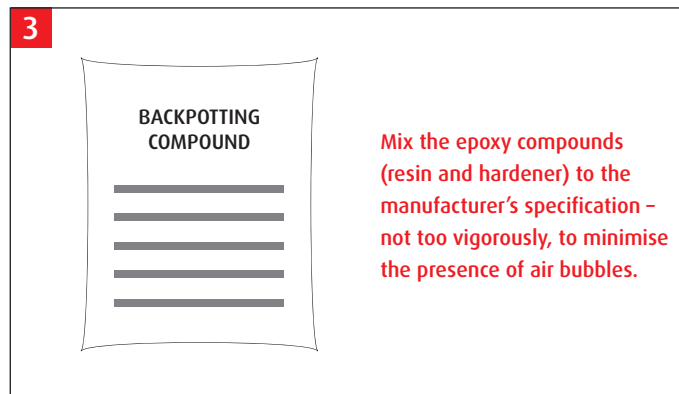 3
BACKPOTTING
COMPOUND
Mix the epoxy compounds
(resin and hardener) to the
manufacturer’s specification –
not too vigorously, to minimise
the presence of air bubbles.